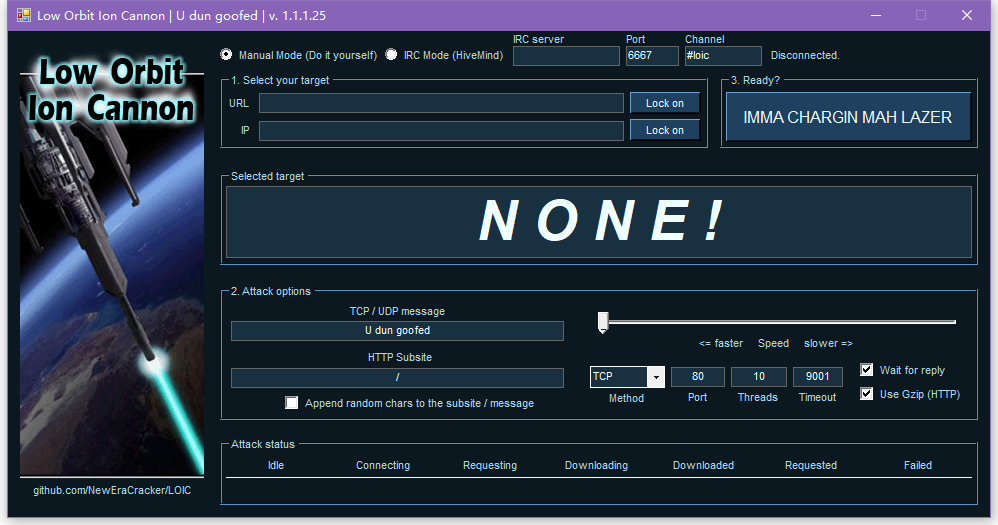 Low Orbit Ion Cannon | U dun goofed | v. 1.1.1.25
Low Orbit
Ion Cannon
Manual Mode (Do it yourself)
IRC Mode (HiveMind)
IRC server
Port
Channel
6667
#loic
Disconnected.
1. Select your target
URL
Lock on
IP
Lock on
3. Ready?
IMMA CHARGIN MAH LAZER
Selected target
N O N E !
2. Attack options
TCP / UDP message
U dun goofed
HTTP Subsite
/
Append random chars to the subsite / message
<= faster Speed slower =>
TCP 80 10 9001
Method Port Threads Timeout
Wait for reply
Use Gzip (HTTP)
Attack status
Idle Connecting Requesting Downloading Downloaded Requested Failed
github.com/NewEraCracker/LOIC